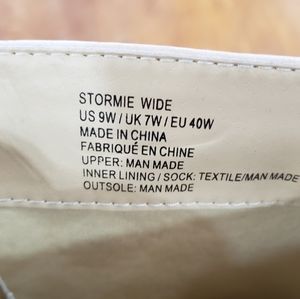 STORMIE WIDE
US 9W / UK 7W / EU 40W
MADE IN CHINA
FABRIQUÉ EN CHINE
UPPER: MAN MADE
INNER LINING / SOCK: TEXTILE/MAN MADE
OUTSOLE: MAN MADE